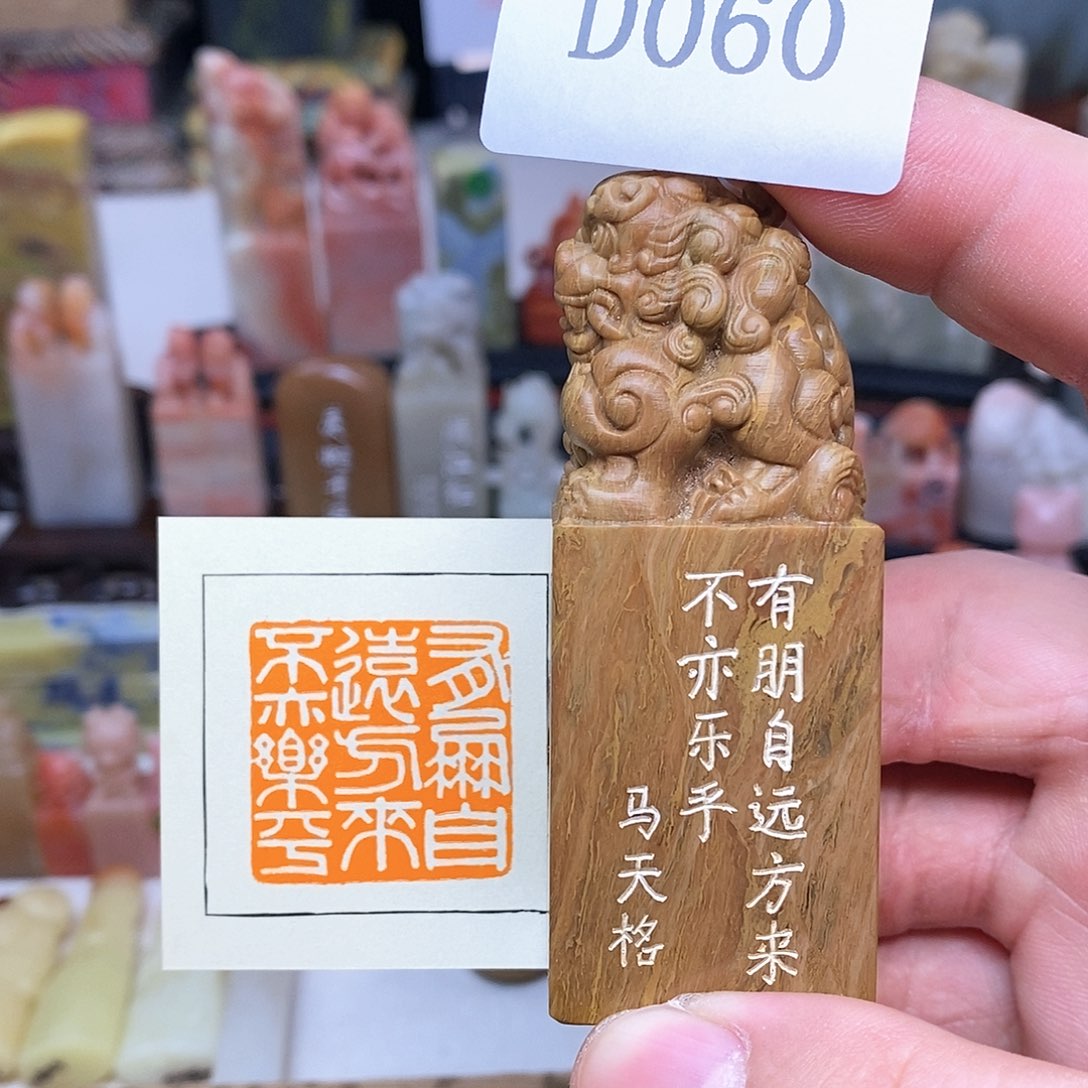 D060
有朋自远方来
不亦乐乎
马天格
有朋自
遠方來
不亦樂乎